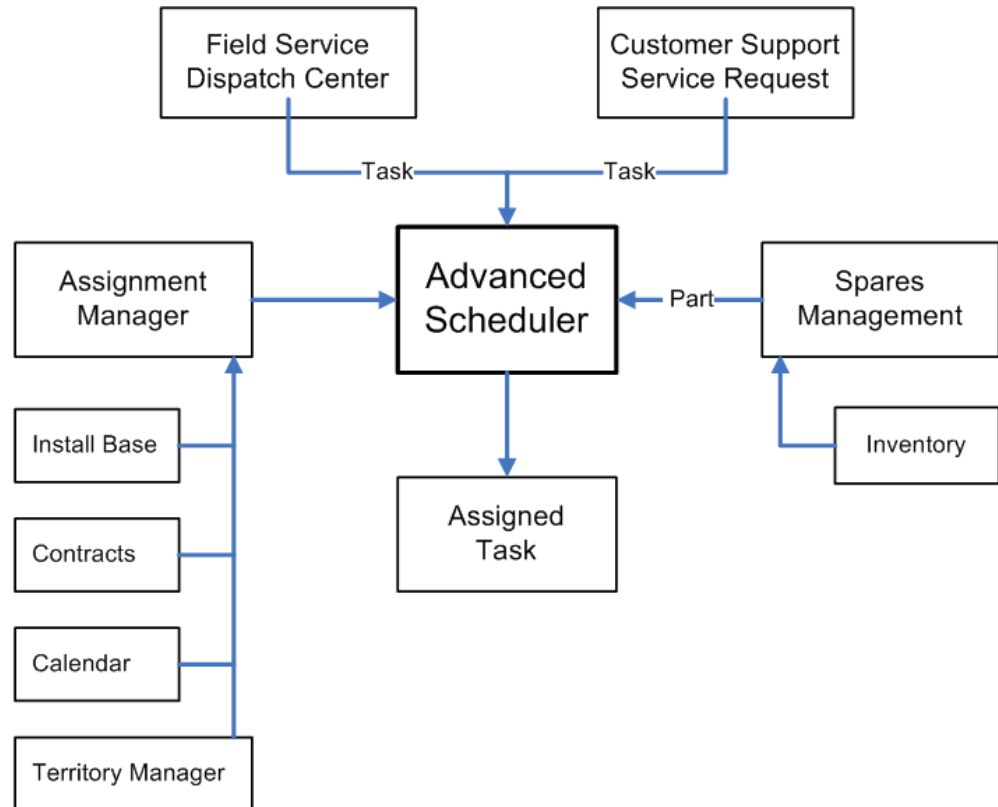 Field Service
Dispatch Center
Customer Support
Service Request
Task
Task
Assignment
Manager
Advanced
Scheduler
Part
Spares
Management
Install Base
Inventory
Contracts
Assigned
Task
Calendar
Territory Manager